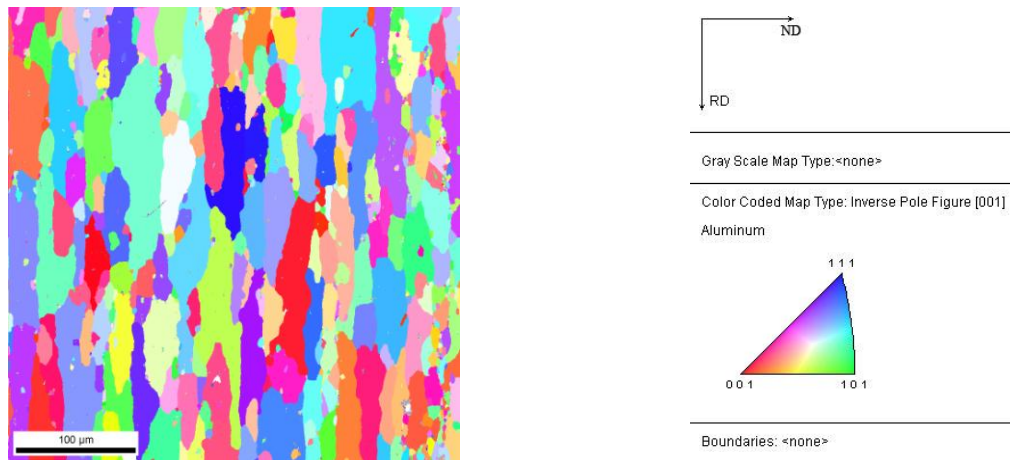 ND
RD
Gray Scale Map Type:<none>
Color Coded Map Type: Inverse Pole Figure [001]
Aluminum
1 1 1
0 0 1
1 0 1
100 µm
Boundaries: <none>